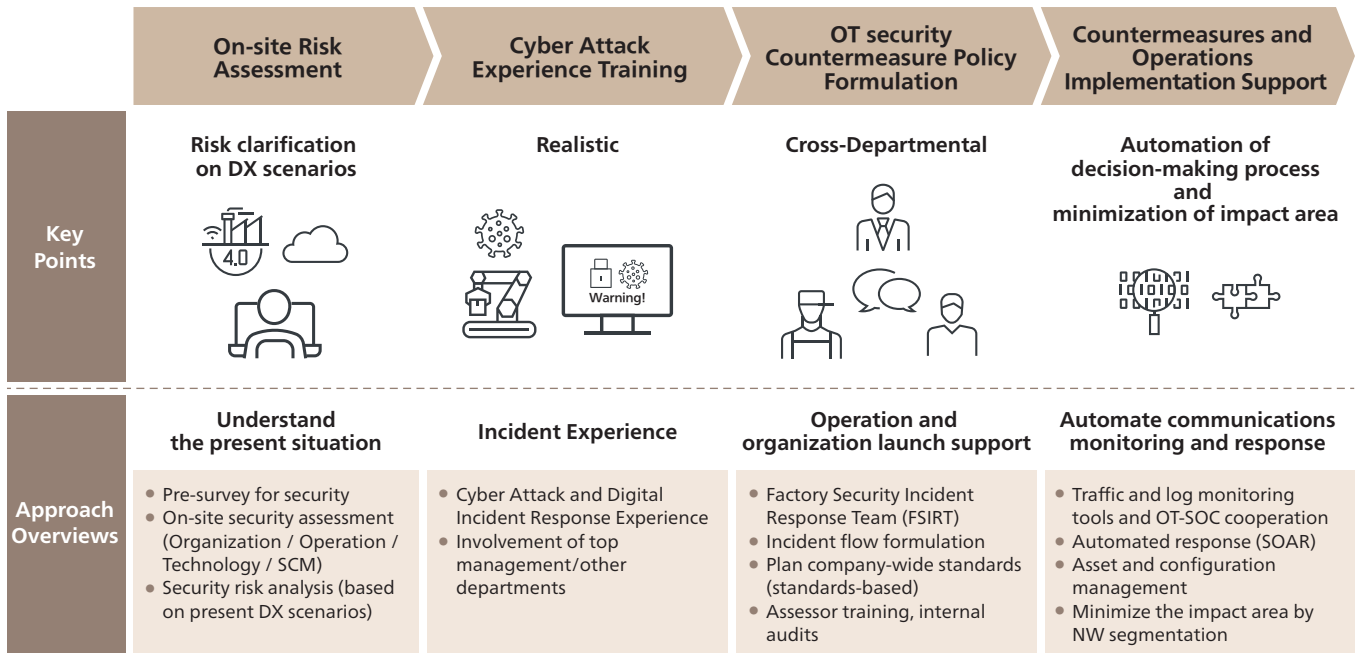 On-site Risk
Assessment
Cyber Attack
Experience Training
OT security
Countermeasure Policy
Formulation
Countermeasures and
Operations
Implementation Support
Key
Points
Risk clarification
on DX scenarios
4.0
Realistic
Warning!
Cross-Departmental
Automation of
decision-making process
and
minimization of impact area
Approach
Overviews
Understand
the present situation
• Pre-survey for security
• On-site security assessment
(Organization / Operation /
Technology / SCM)
• Security risk analysis (based
on present DX scenarios)
Incident Experience
• Cyber Attack and Digital
Incident Response Experience
• Involvement of top
management/other
departments
Operation and
organization launch support
• Factory Security Incident
Response Team (FSIRT)
• Incident flow formulation
• Plan company-wide standards
(standards-based)
• Assessor training, internal
audits
Automate communications
monitoring and response
• Traffic and log monitoring
tools and OT-SOC cooperation
• Automated response (SOAR)
• Asset and configuration
management
• Minimize the impact area by
NW segmentation